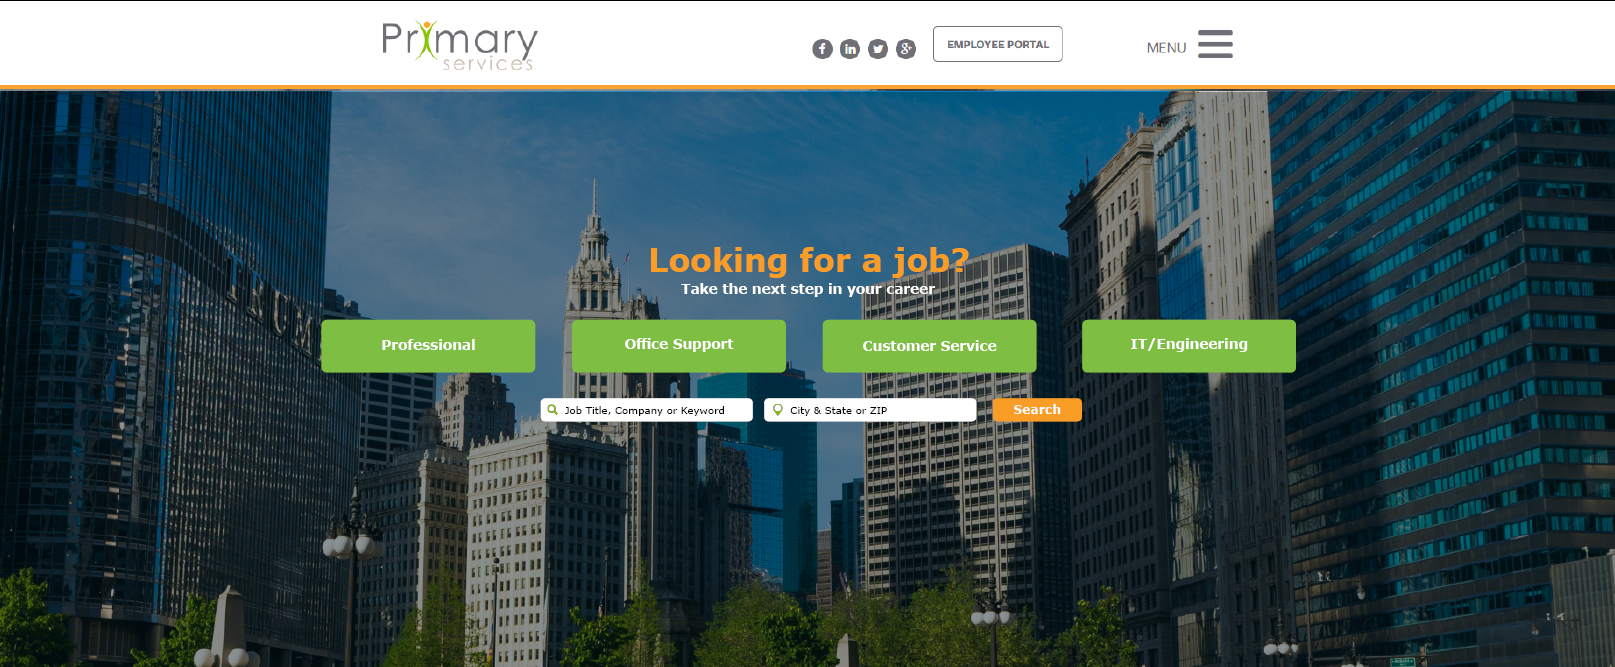 Primary
services
EMPLOYEE PORTAL
MENU
TRUMP
Looking for a job?
Take the next step in your career
Professional
Office Support
Customer Service
IT/Engineering
Job Title, Company or Keyword
City & State or ZIP
Search